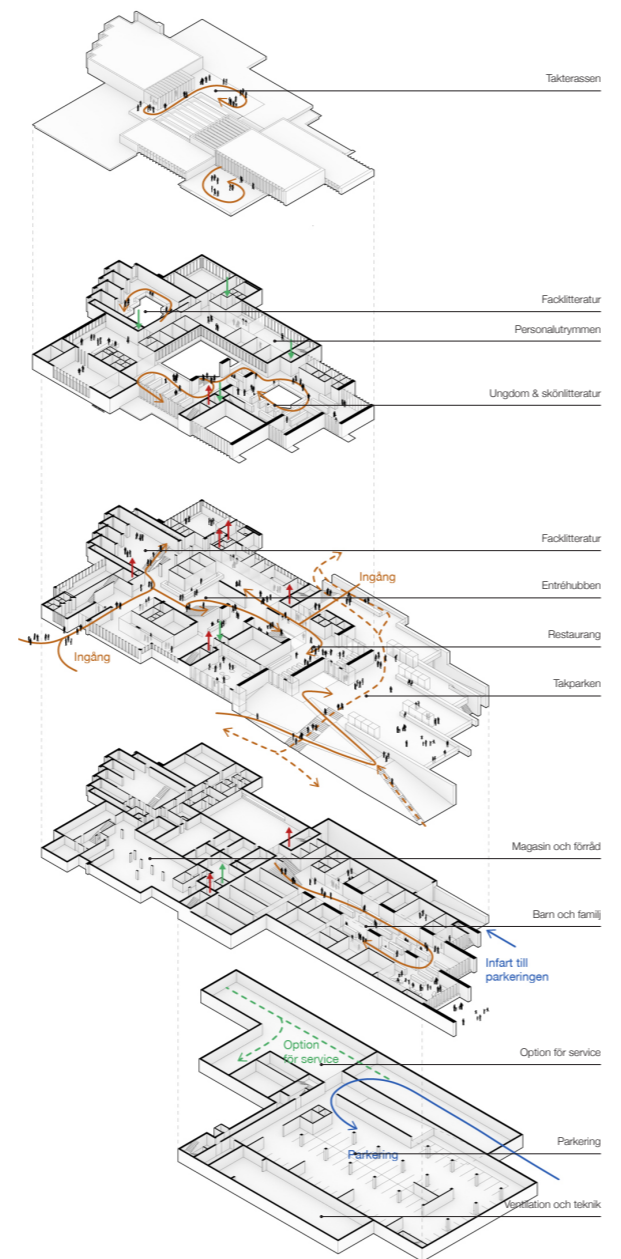 Takterassen
Facklitteratur
Personalutrymmen
Ungdom & skönlitteratur
Facklitteratur
Ingång
Entréhubben
Restaurang
Ingång
Takparken
Magasin och förråd
Barn och familj
Infart till
parkeringen
Option
för service
Option för service
Parkering
Parkering
Ventilation och teknik